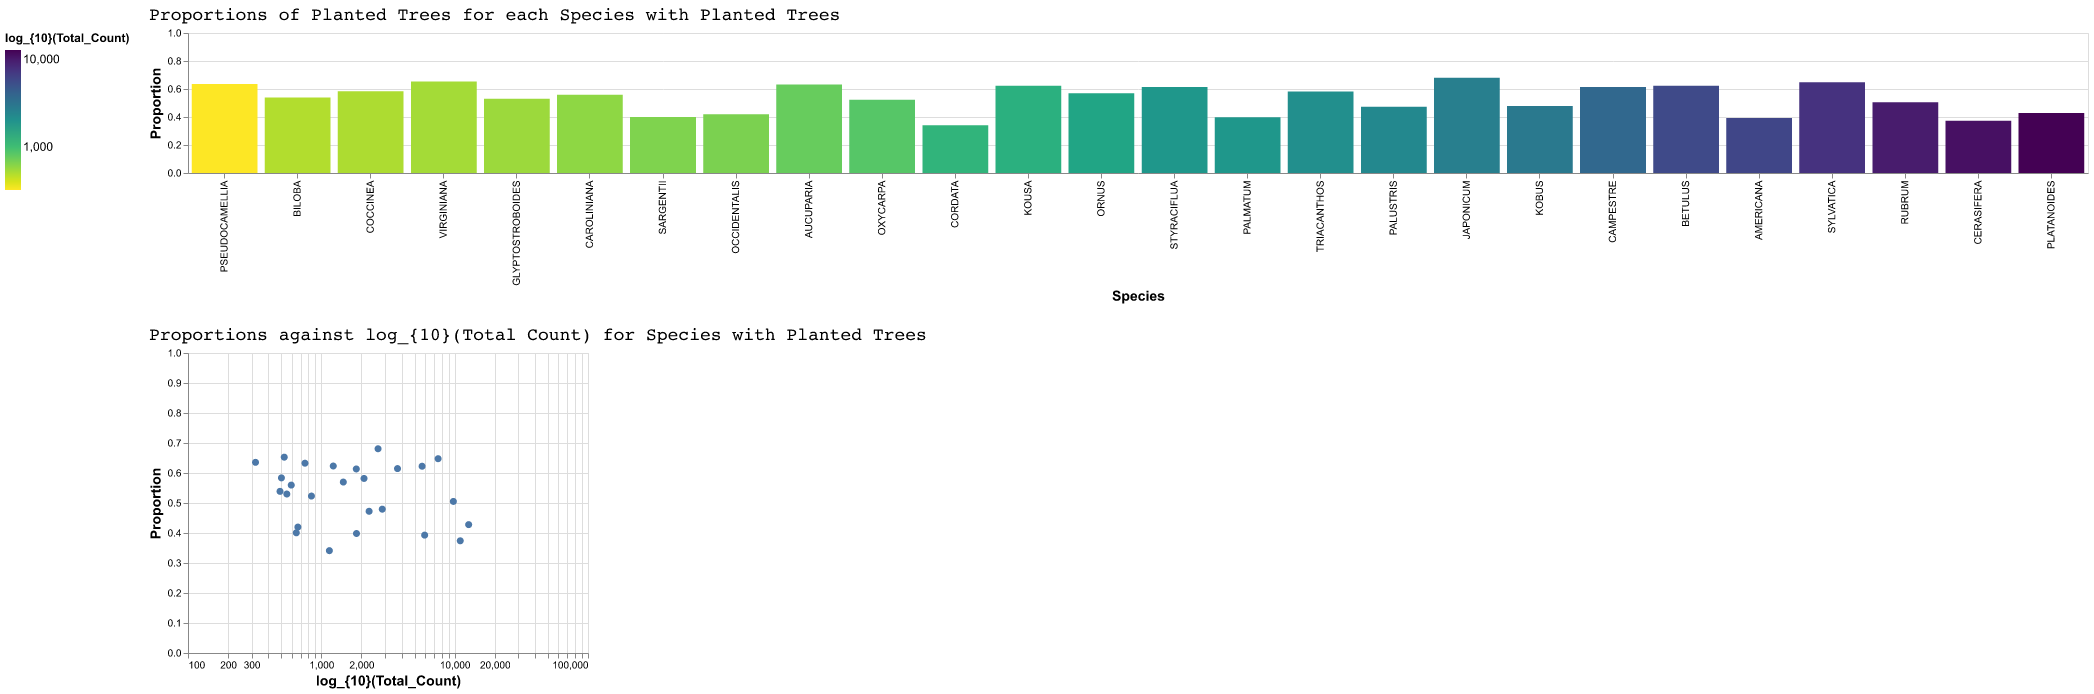 Proportions of Planted Trees for each Species with Planted Trees
log_{10}(Total_Count)
10,000
1,000
Proportion
1.0
0.8
0.6
0.4
0.2
0.0
PSEUDOCAMELLIA
BILOBA
COCCINEA
VIRGINIANA
GLYPTOSTROBOIDES
CAROLINIANA
SARGENTII
OCCIDENTALIS
AUCUPARIA
OXYCARPA
CORDATA
KOUSA
ORNUS
STYRACIFLUA
PALMATUM
TRIACANTHOS
PALUSTRIS
JAPONICUM
KOBUS
CAMPESTRE
BETULUS
AMERICANA
SYLVATICA
RUBRUM
CERASIFERA
PLATANOIDES
Species
Proportions against log_{10}(Total Count) for Species with Planted Trees
Proportion
1.0
0.9
0.8
0.7
0.6
0.5
0.4
0.3
0.2
0.1
0.0
100 200 300 1,000 2,000 10,000 20,000 100,000
log_{10}(Total_Count)